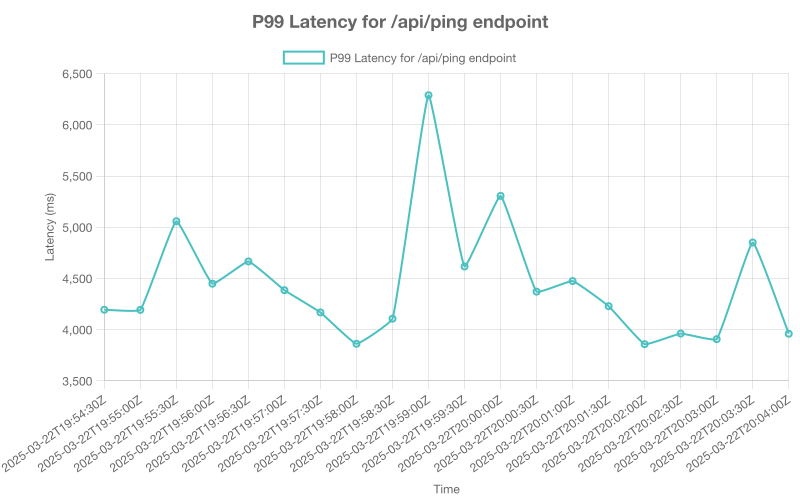 P99 Latency for /api/ping endpoint
P99 Latency for /api/ping endpoint
6,500
6,000
5,500
5,000
4,500
4,000
3,500
Latency (ms)
2025-03-22T19:54:30Z
2025-03-22T19:55:00Z
2025-03-22T19:55:30Z
2025-03-22T19:56:00Z
2025-03-22T19:56:30Z
2025-03-22T19:57:00Z
2025-03-22T19:57:30Z
2025-03-22T19:58:00Z
2025-03-22T19:58:30Z
2025-03-22T19:59:00Z
2025-03-22T19:59:30Z
2025-03-22T20:00:00Z
2025-03-22T20:00:30Z
2025-03-22T20:01:00Z
2025-03-22T20:01:30Z
2025-03-22T20:02:00Z
2025-03-22T20:02:30Z
2025-03-22T20:03:00Z
2025-03-22T20:03:30Z
2025-03-22T20:04:00Z
Time